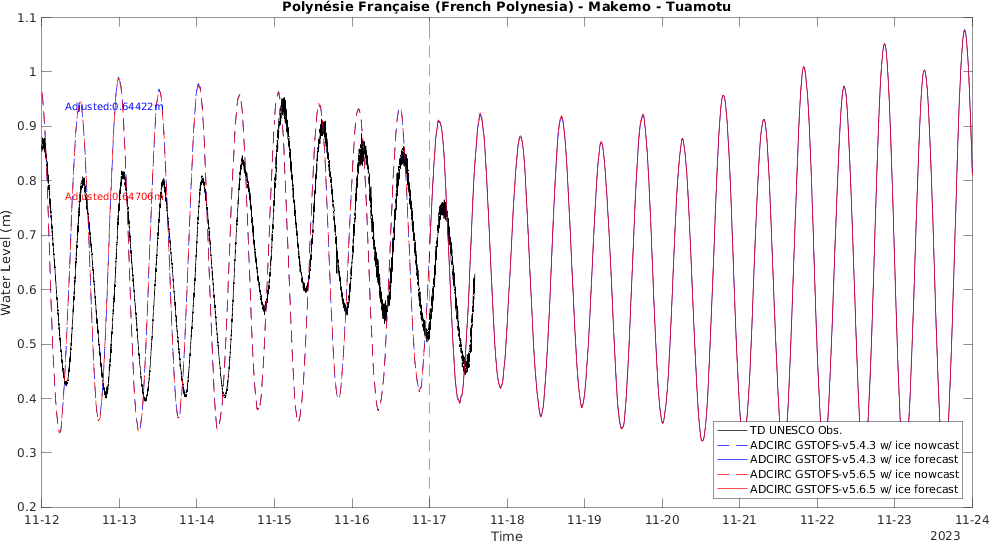 Polynésie Française (French Polynesia) - Makemo - Tuamotu
Water Level (m)
1.1
1
0.9
0.8
0.7
0.6
0.5
0.4
0.3
0.2
Adjusted:0.64422m
Adjusted:0.64706m
TD UNESCO Obs.
ADCIRC GSTOFS-v5.4.3 w/ ice nowcast
ADCIRC GSTOFS-v5.4.3 w/ ice forecast
ADCIRC GSTOFS-v5.6.5 w/ ice nowcast
ADCIRC GSTOFS-v5.6.5 w/ ice forecast
11-12 11-13 11-14 11-15 11-16 11-17 11-18 11-19 11-20 11-21 11-22 11-23 11-24
Time
2023